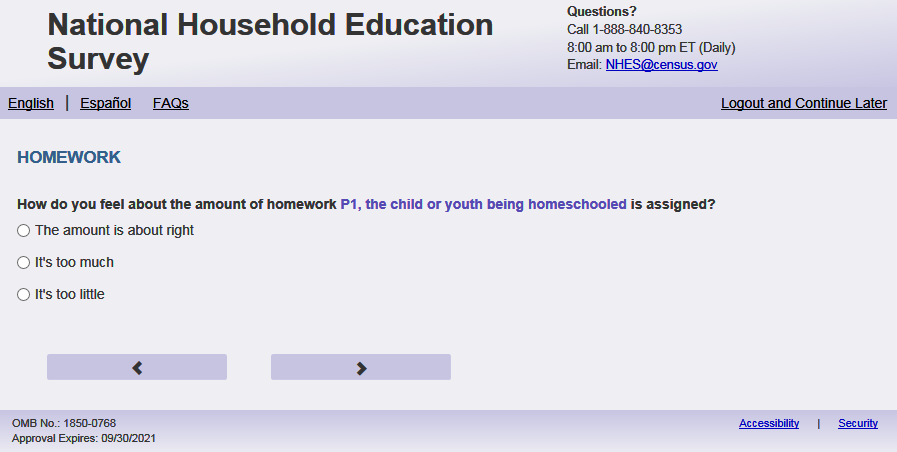 National Household Education
Survey
Questions?
Call 1-888-840-8353
8:00 am to 8:00 pm ET (Daily)
Email: NHES@census.gov
English | Español FAQs
Logout and Continue Later
HOMEWORK
How do you feel about the amount of homework P1, the child or youth being homeschooled is assigned?
The amount is about right
It's too much
It's too little
OMB No.: 1850-0768
Approval Expires: 09/30/2021
Accessibility | Security